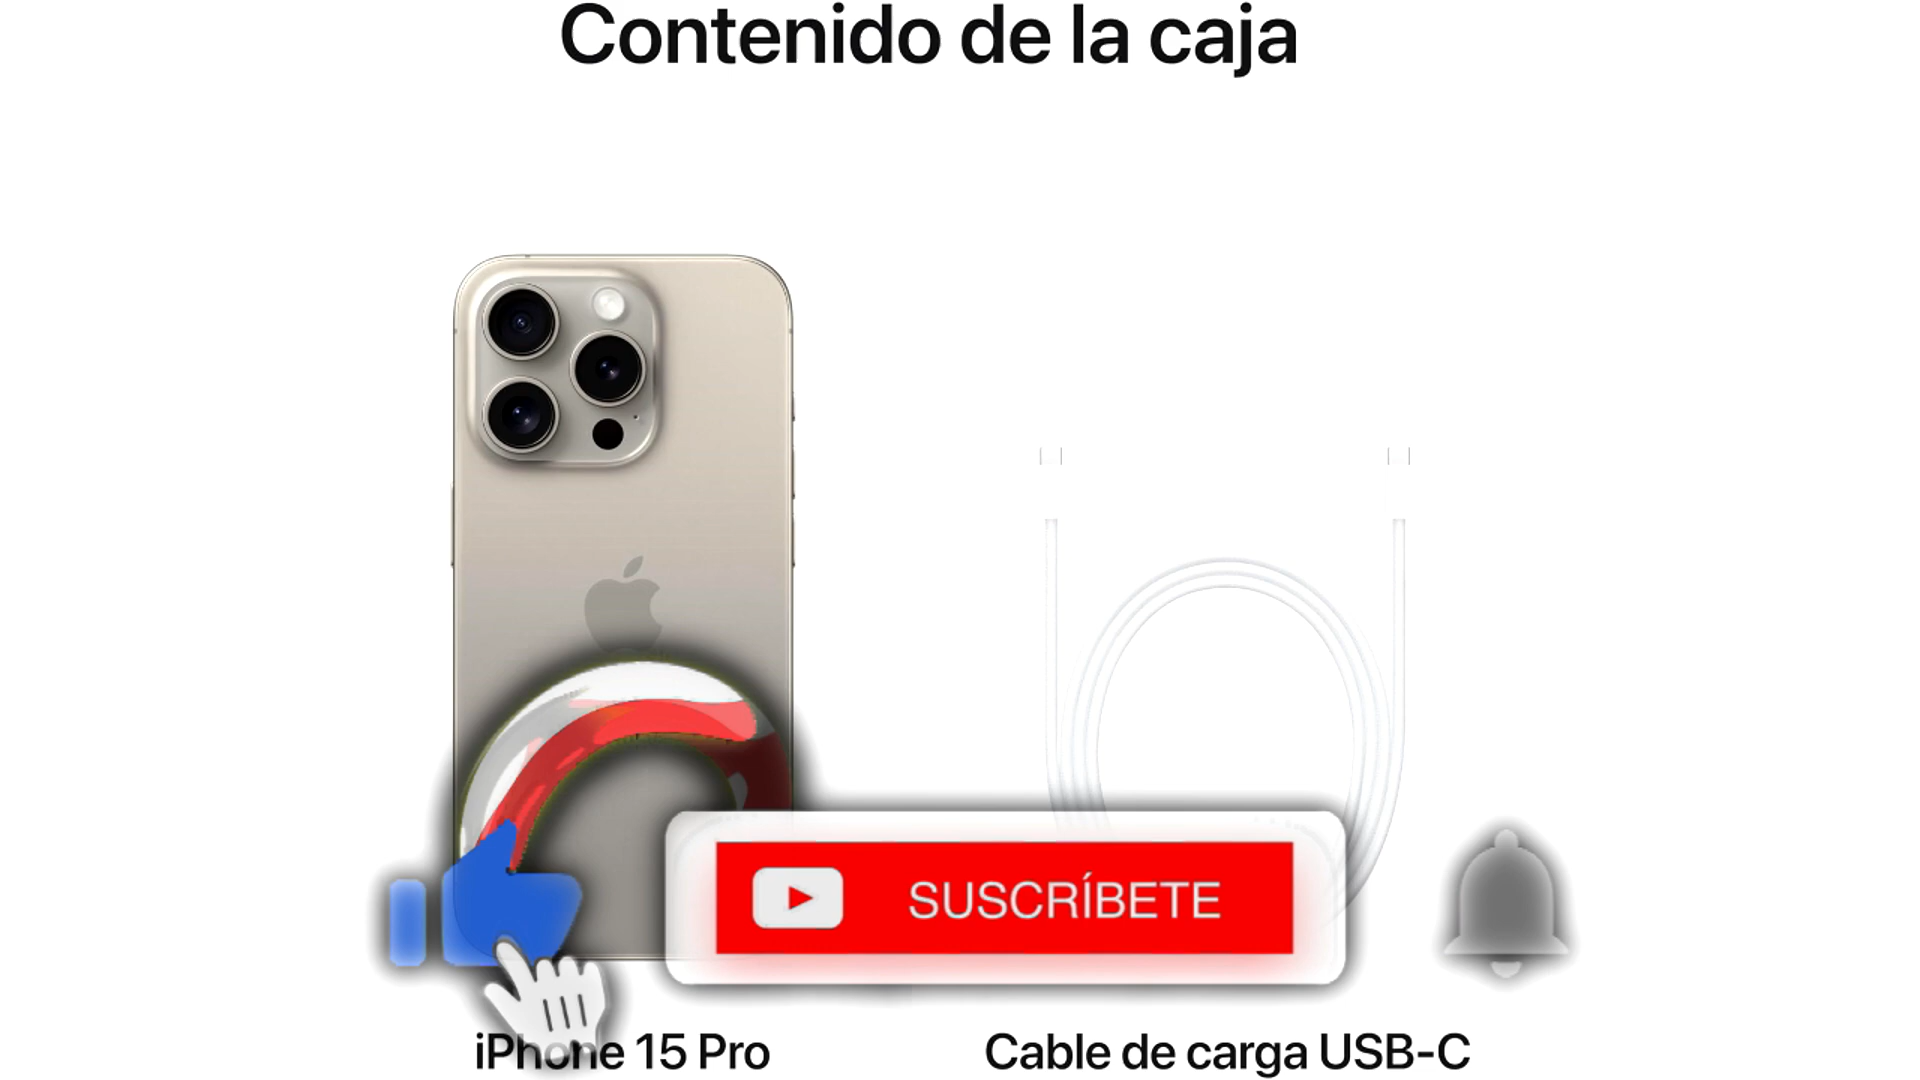 Contenido de la caja
SUSCRÍBETE
iPhone 15 Pro
Cable de carga USB-C